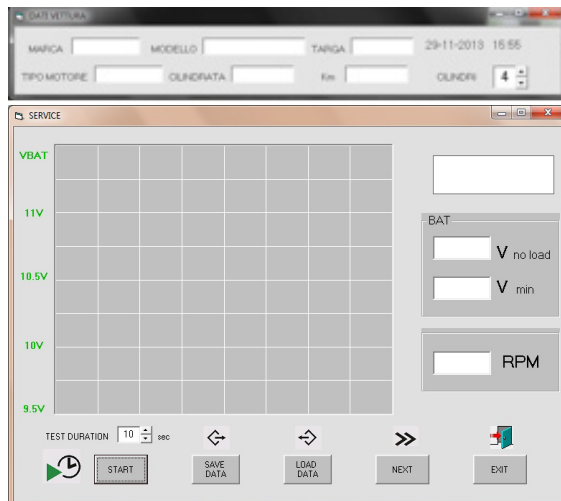 DATI VETTURA
MARCA MODELLO TARGA 29-11-2013 15:55
TIPO MOTORE CILINDRATA Km CILINDRI 4
SERVICE
VBAT
11V
BAT
V no load
10.5V
V min
10V
RPM
9.5V
TEST DURATION 10 sec
START SAVE DATA LOAD DATA NEXT EXIT